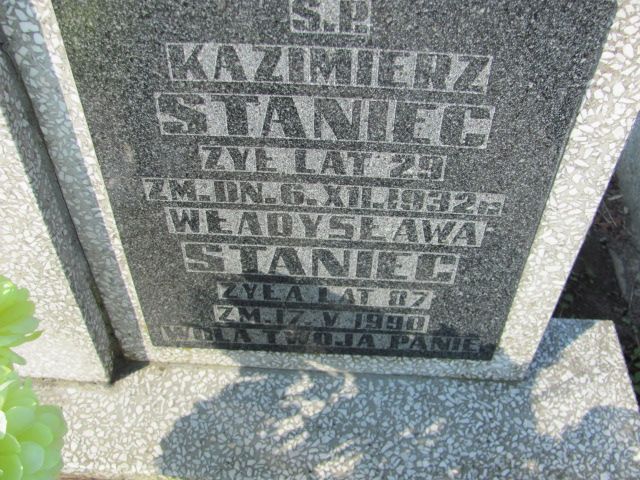 Ś.P.
KAZIMIERZ
STANIEC
ŻYŁ LAT 29
ZM. DN. 6. XII. 1932 r.
WŁADYSŁAWA
STANIEC
ŻYŁA LAT 87
ZM. 17. V 1990
WOLA TWOJA PANIE